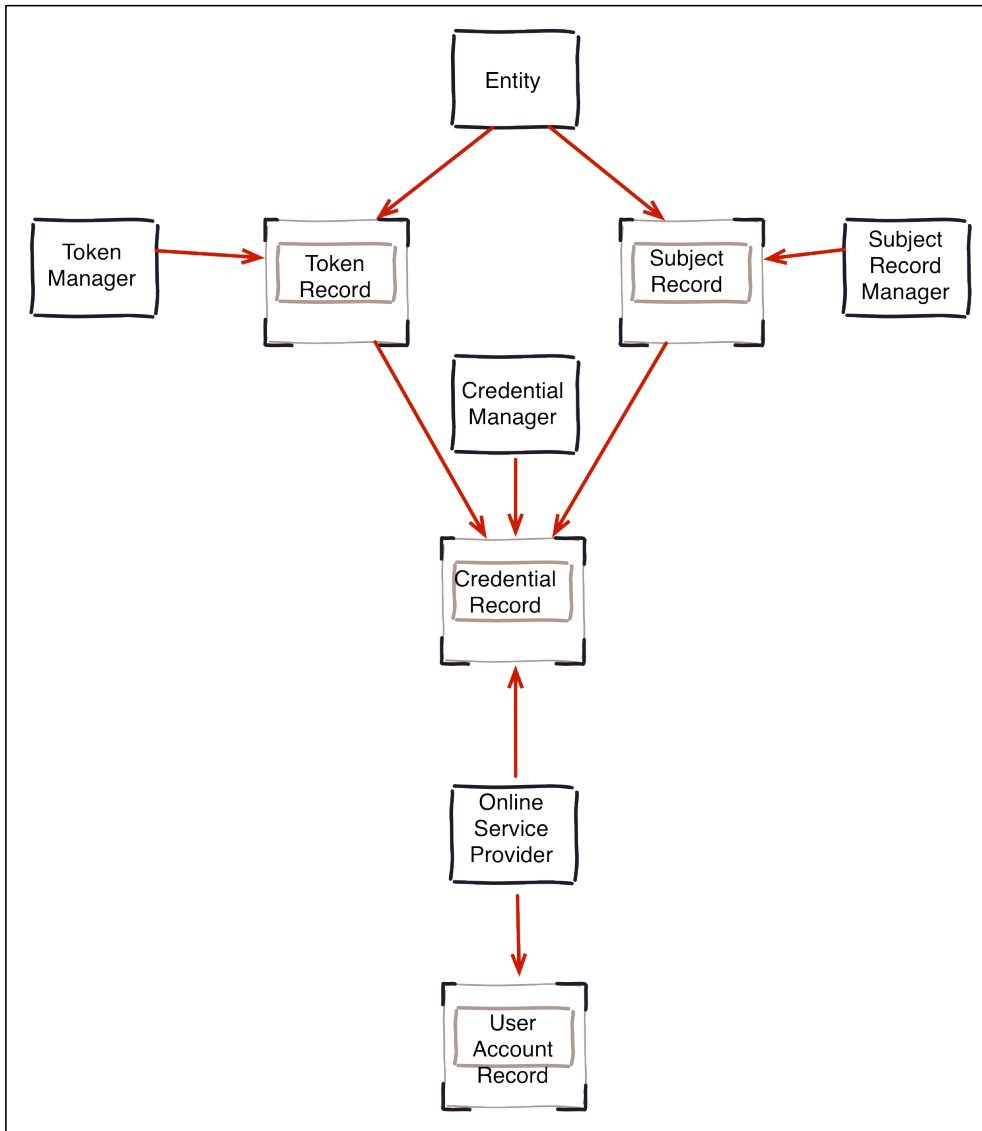 Entity
Token
Manager
Token
Record
Subject
Record
Subject
Record
Manager
Credential
Manager
Credential
Record
Online
Service
Provider
User
Account
Record